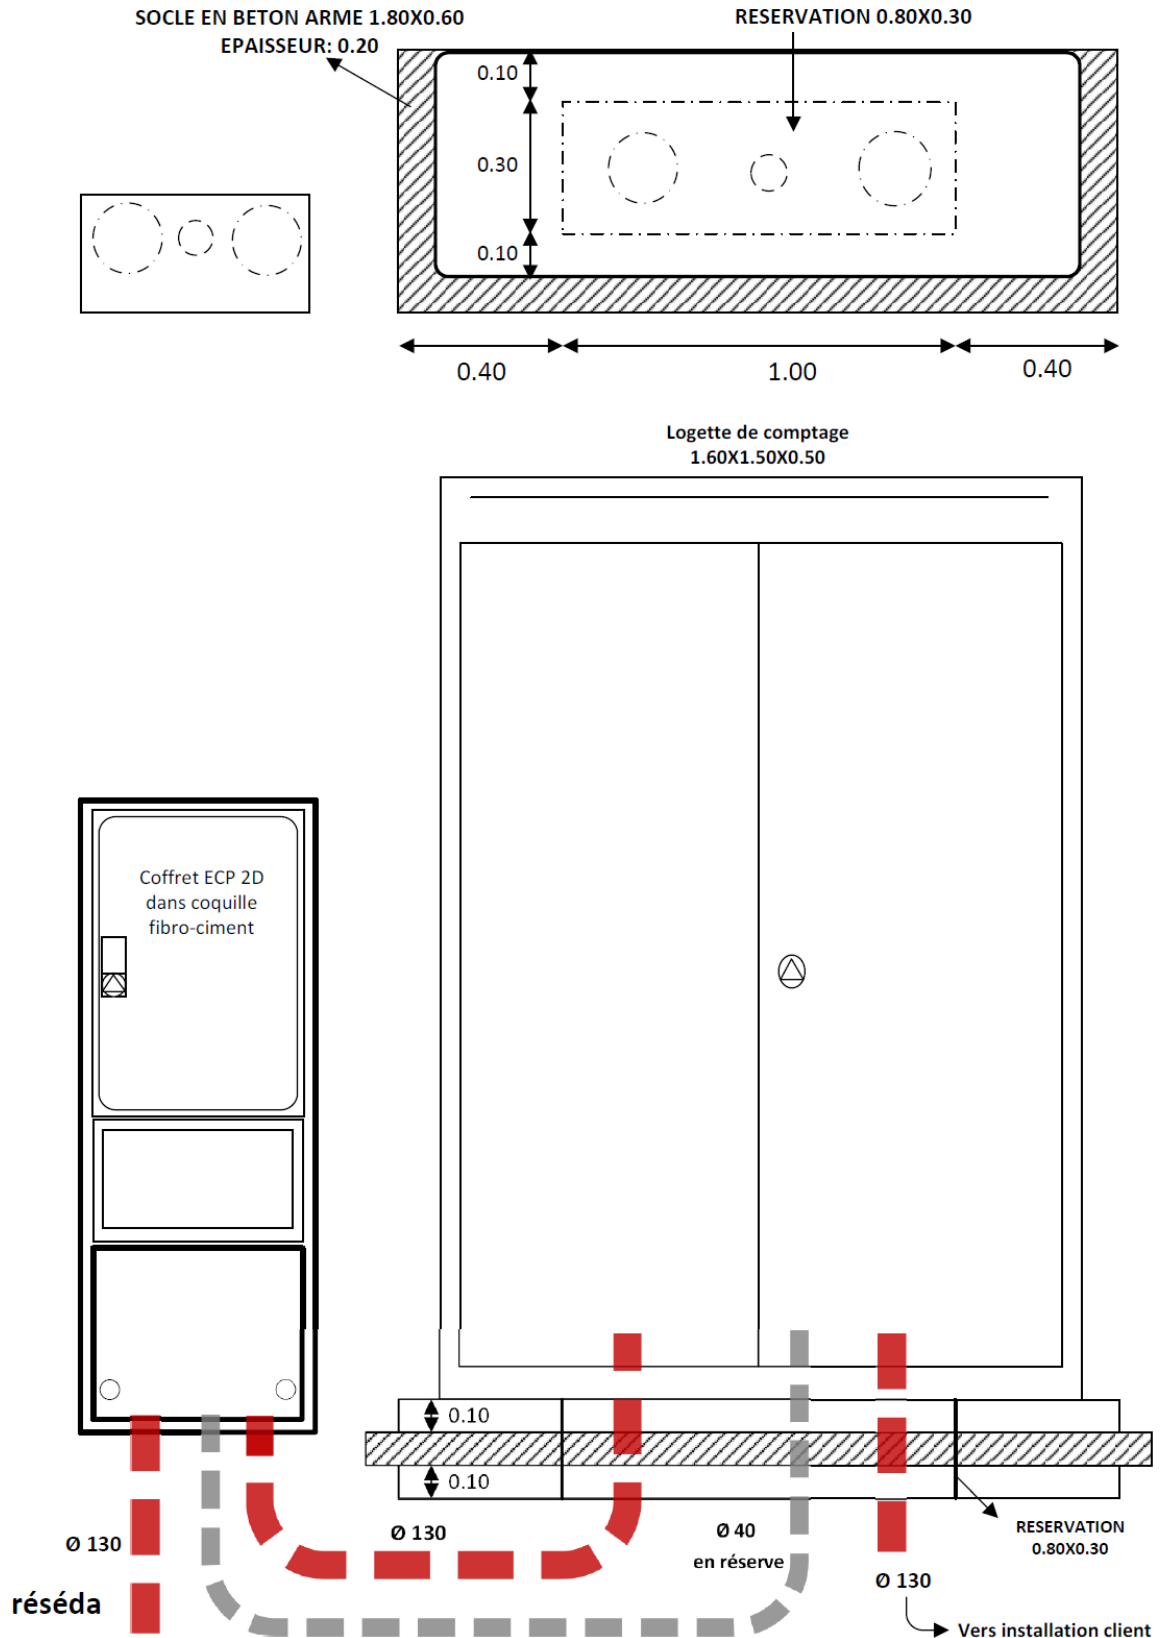 SOCLE EN BETON ARME 1.80X0.60
EPAISSEUR: 0.20
RESERVATION 0.80X0.30
0.10
0.30
0.10
0.40
1.00
0.40
Logette de comptage
1.60X1.50X0.50
Coffret ECP 2D
dans coquille
fibro-ciment
0.10
0.10
Ø 130
Ø 130
Ø 40
en réserve
RESERVATION
0.80X0.30
Ø 130
réséda
Vers installation client